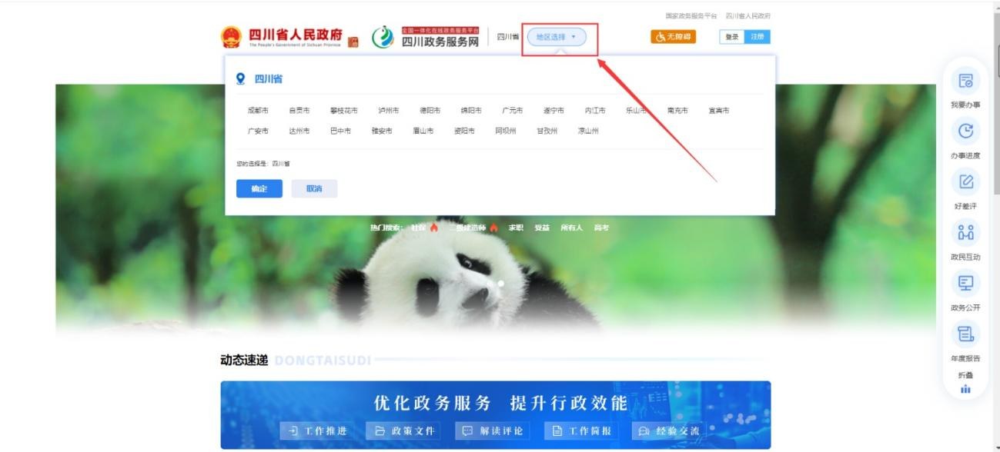 国家政务服务平台 四川省人民政府
四川省人民政府
The People's Government of Sichuan Province
全国一体化在线政务服务平台
四川政务服务网
四川省
地区选择
无障碍
登录 注册
四川省
成都市 自贡市 攀枝花市 泸州市 德阳市 绵阳市 广元市 遂宁市 内江市 乐山市 南充市 宜宾市
广安市 达州市 巴中市 雅安市 眉山市 资阳市 阿坝州 甘孜州 凉山州
您的选择是: 四川省
确定 取消
热门搜索: 社保 二级建造师 求职 受益 所有人 高考
我要办事
办事进度
好差评
政民互动
政务公开
年度报告
折叠
动态速递 DONGTAISUDI
优化政务服务 提升行政效能
工作推进 政策文件 解读评论 工作简报 经验交流